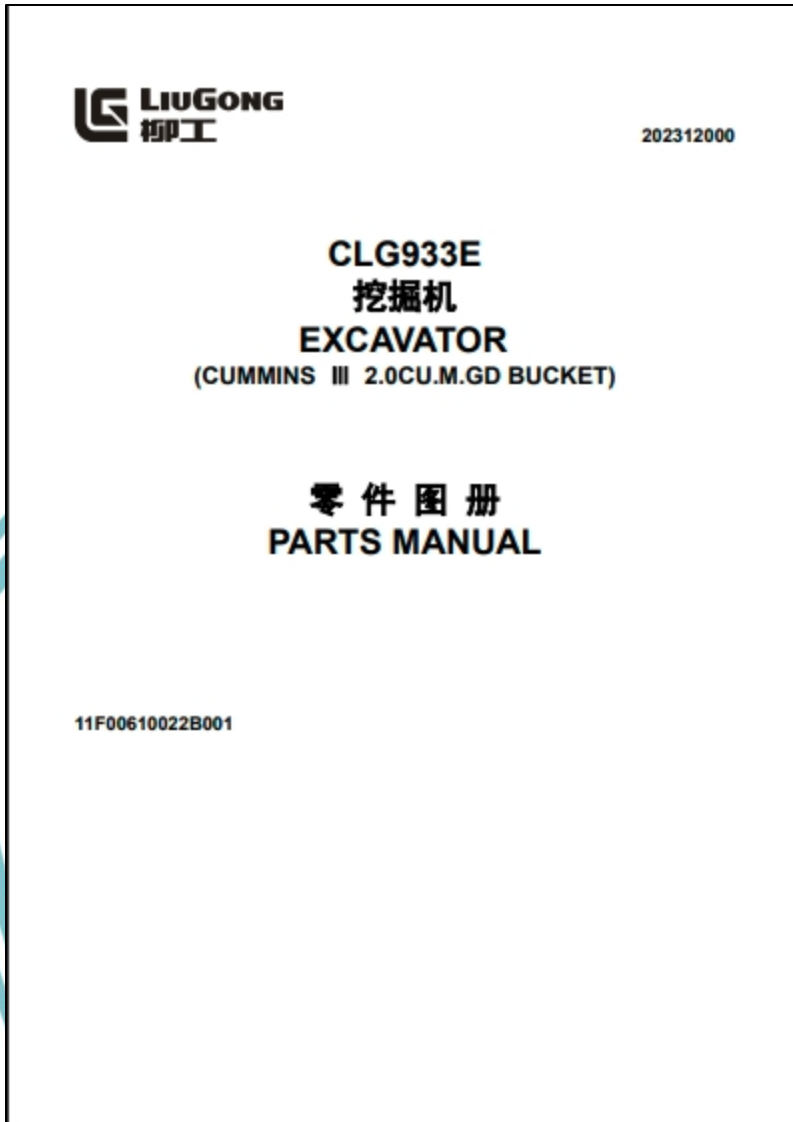 LIUGONG
柳工
202312000
CLG933E
挖掘机
EXCAVATOR
(CUMMINS Ⅲ 2.0CU.M.GD BUCKET)
零 件 图 册
PARTS MANUAL
11F00610022B001